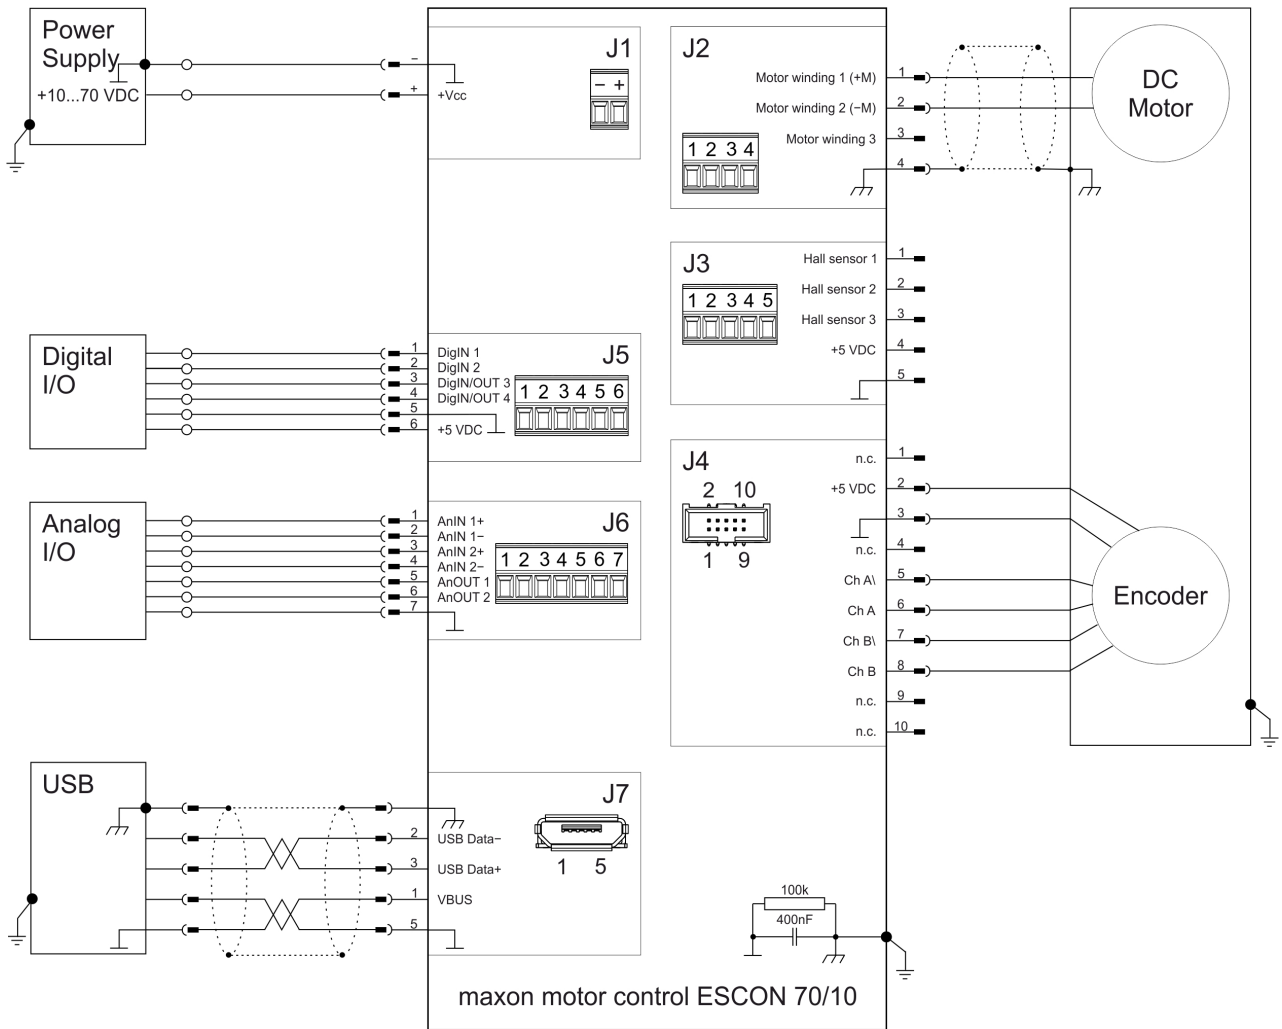 Power
Supply
+10...70 VDC
−
+
+Vcc
J1
− +
J2
1 2 3 4
Motor winding 1 (+M)
1
Motor winding 2 (−M)
2
Motor winding 3
3
4
DC
Motor
J3
1 2 3 4 5
Hall sensor 1
1
Hall sensor 2
2
Hall sensor 3
3
+5 VDC
4
5
Digital
I/O
1
DigIN 1
2
DigIN 2
3
DigIN/OUT 3
4
DigIN/OUT 4
5
6
+5 VDC
J5
1 2 3 4 5 6
J4
2 10
1 9
n.c.
1
+5 VDC
2
3
n.c.
4
Ch A\
5
Ch A
6
Ch B\
7
Ch B
8
n.c.
9
n.c.
10
Encoder
Analog
I/O
1
AnIN 1+
2
AnIN 1−
3
AnIN 2+
4
AnIN 2−
5
AnOUT 1
6
AnOUT 2
7
J6
1 2 3 4 5 6 7
USB
2
USB Data−
3
USB Data+
1
VBUS
5
J7
1 5
100k
400nF
maxon motor control ESCON 70/10